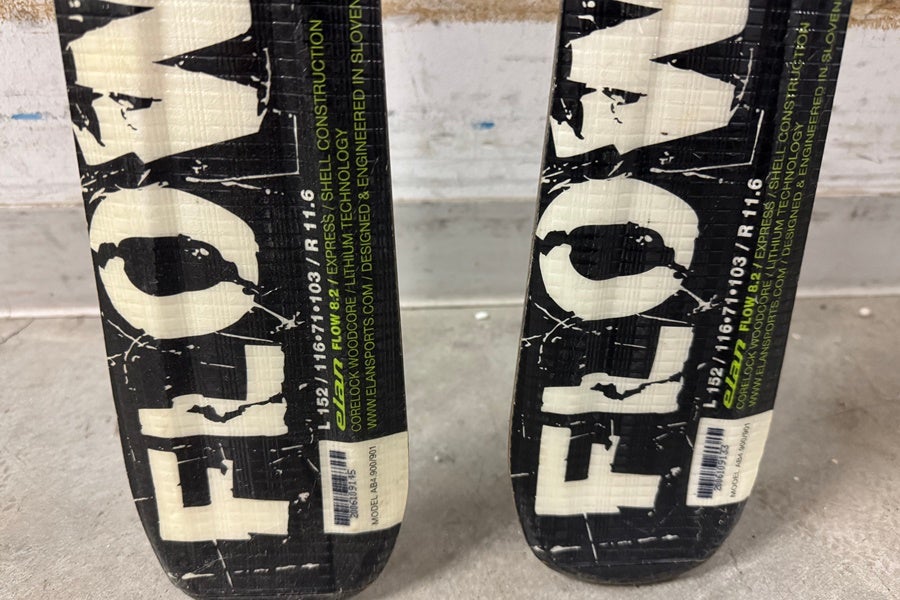 FLOW
L 152 / 116•71•103 / R 11.6
elan FLOW 8.2 / EXPRESS / SHELL CONSTRUCTION
CORELOCK WOODCORE / LITHIUM TECHNOLOGY
WWW.ELANSPORTS.COM / DESIGNED & ENGINEERED IN SLOVEN
2006109145
MODEL AB4 900/901
FLOW
L 152 / 116•71•103 / R 11.6
elan FLOW 8.2 / EXPRESS / SHELL CONSTRUCTION
CORELOCK WOODCORE / LITHIUM TECHNOLOGY
WWW.ELANSPORTS.COM / DESIGNED & ENGINEERED IN SLOVEN
MODEL AB4 900/901